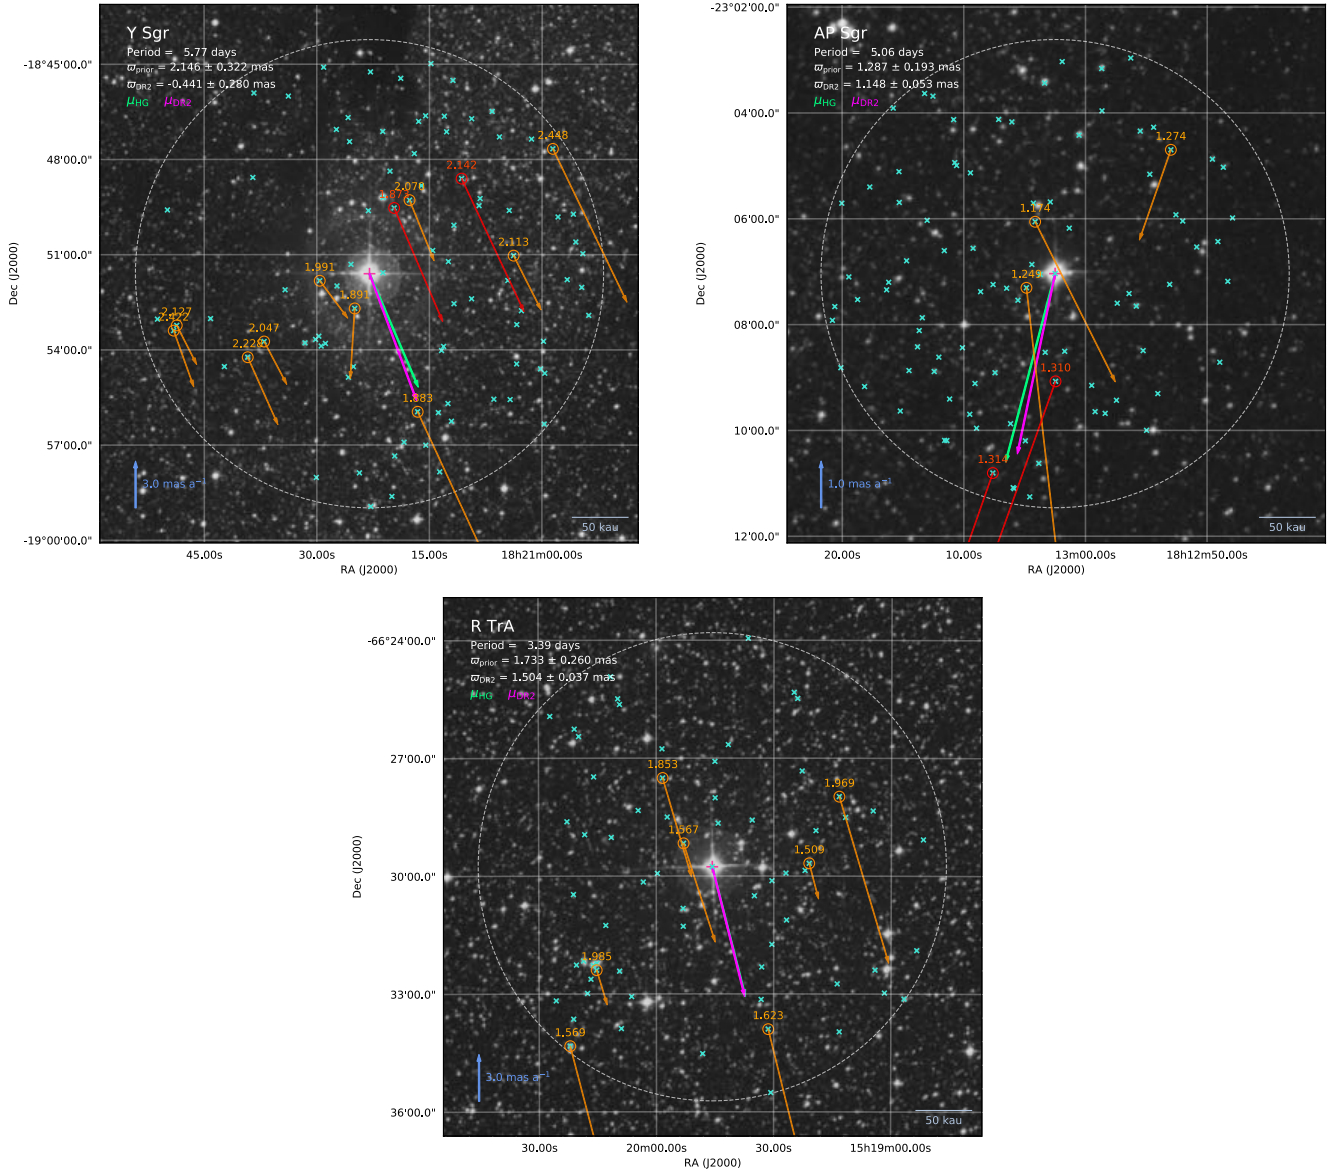 Y Sgr
Period = 5.77 days
ϖprior = 2.146 ± 0.322 mas
ϖDR2 = -0.441 ± 0.280 mas
μHG μDR2
-18°45'00.0"
48'00.0"
51'00.0"
54'00.0"
57'00.0"
-19°00'00.0"
Dec (J2000)
2.448
2.142
2.113
1.991
1.891
2.127
2.047
2.228
1.883
3.0 mas a⁻¹
50 kau
45.00s 30.00s 15.00s 18h21m00.00s
RA (J2000)
AP Sgr
Period = 5.06 days
ϖprior = 1.287 ± 0.193 mas
ϖDR2 = 1.148 ± 0.053 mas
μHG μDR2
-23°02'00.0"
04'00.0"
06'00.0"
08'00.0"
10'00.0"
12'00.0"
Dec (J2000)
1.274
1.174
1.249
1.310
1.314
1.0 mas a⁻¹
50 kau
20.00s 10.00s 13m00.00s 18h12m50.00s
RA (J2000)
R TrA
Period = 3.39 days
ϖprior = 1.733 ± 0.260 mas
ϖDR2 = 1.504 ± 0.037 mas
μHG μDR2
-66°24'00.0"
27'00.0"
30'00.0"
33'00.0"
36'00.0"
Dec (J2000)
1.853
1.969
1.567
1.509
1.985
1.569
1.623
3.0 mas a⁻¹
50 kau
30.00s 20m00.00s 30.00s 15h19m00.00s
RA (J2000)